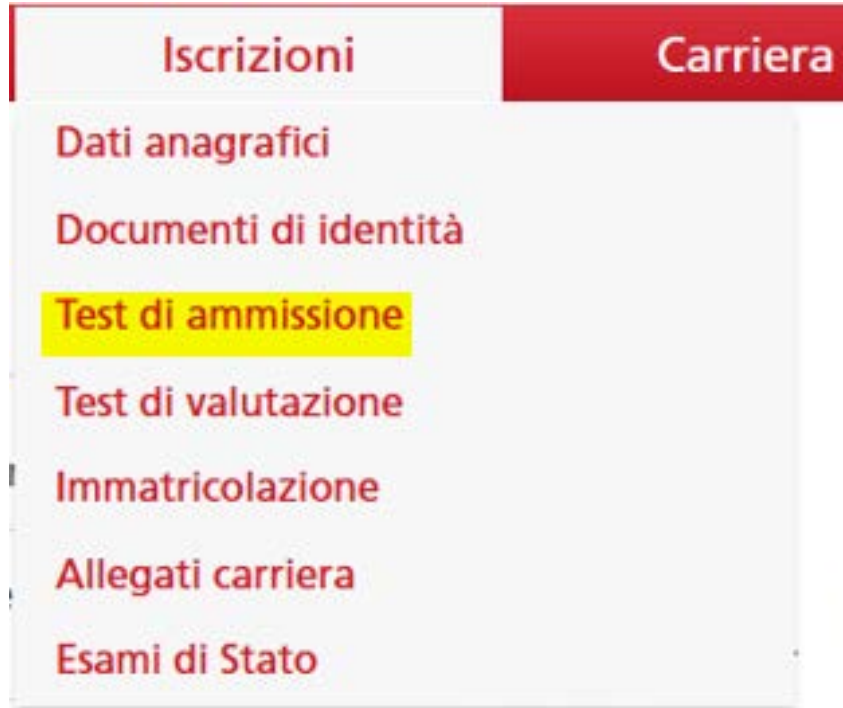 Iscrizioni Carriera
Dati anagrafici
Documenti di identità
Test di ammissione
Test di valutazione
Immatricolazione
Allegati carriera
Esami di Stato